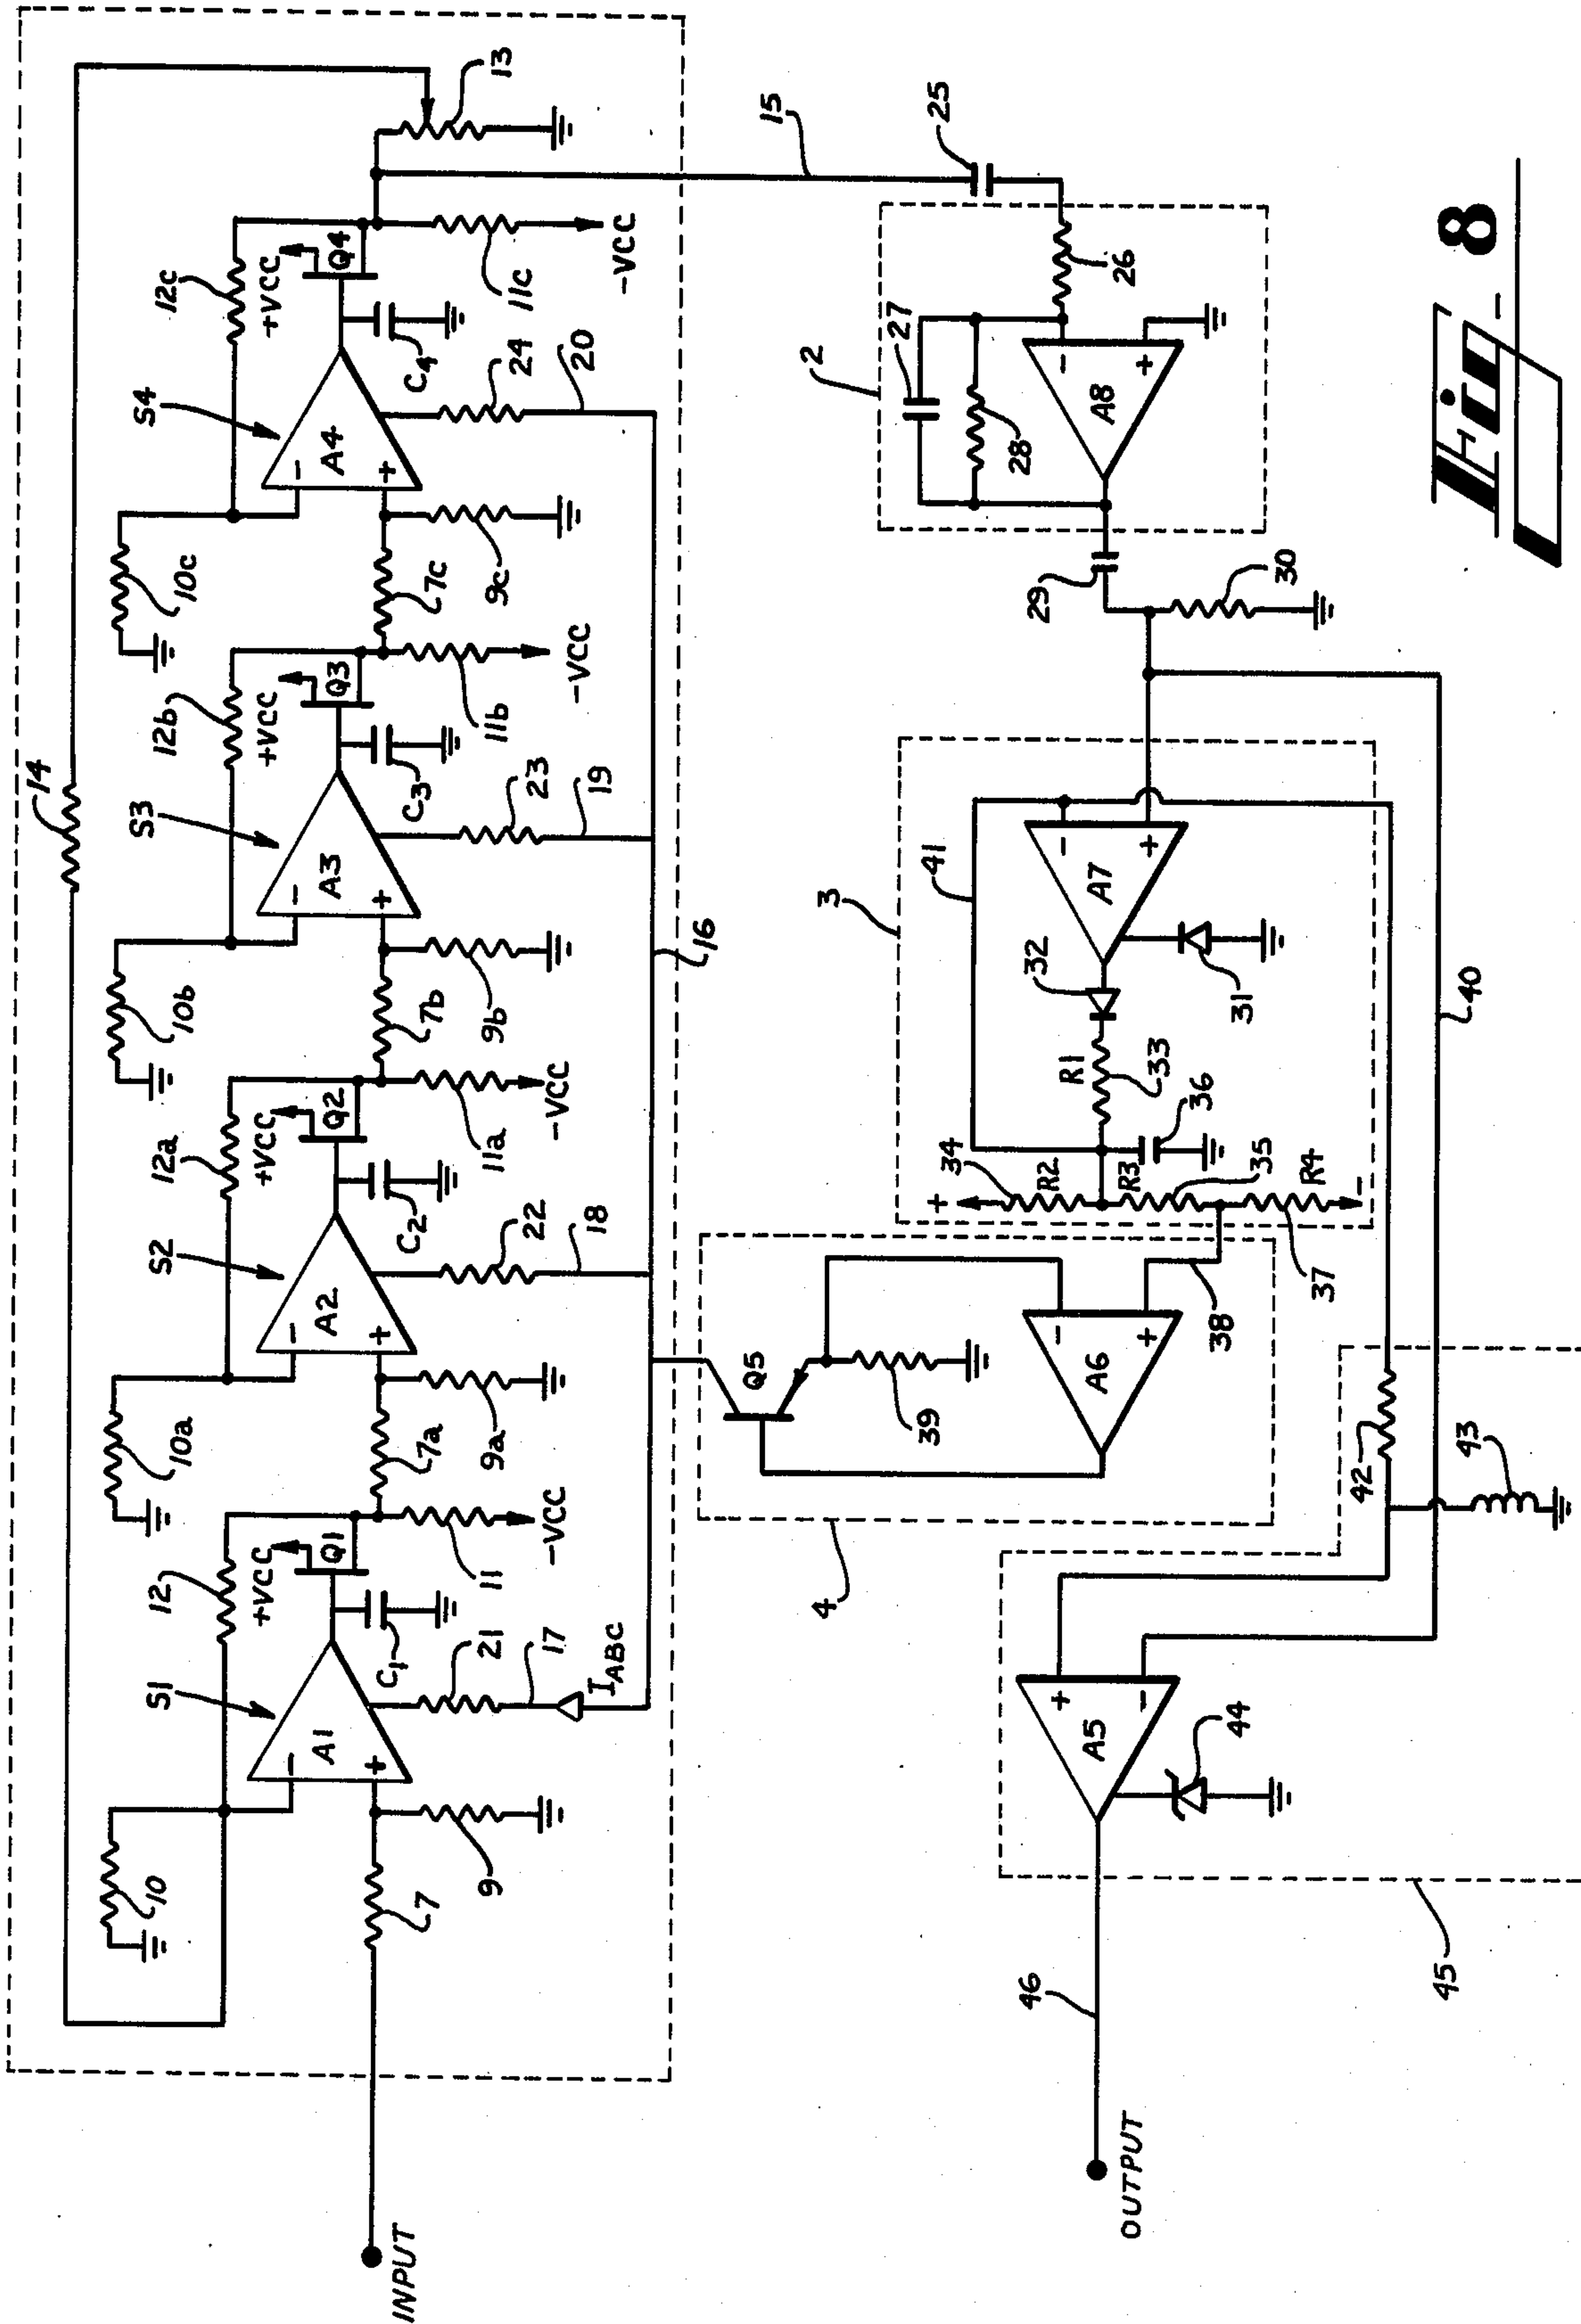 14
S1
S2
S3
S4
10
12
10a
12a
10b
12b
10c
12c
+VCC
+VCC
+VCC
+VCC
Q1
Q2
Q3
Q4
A1
A2
A3
A4
-
+
-
+
-
+
-
+
C1
C2
C3
C4
INPUT
7
9
21
17
IABC
11
-VCC
7a
9a
22
18
11a
-VCC
7b
9b
23
19
11b
-VCC
7c
9c
24
20
11c
-VCC
13
16
15
25
2
27
28
26
A8
-
+
29
30
3
41
A7
-
+
32
31
R1
33
36
34
+
R2
R3
35
R4
-
37
38
4
Q5
39
A6
-
+
40
42
43
A5
+
-
44
45
46
OUTPUT
Fig. 8